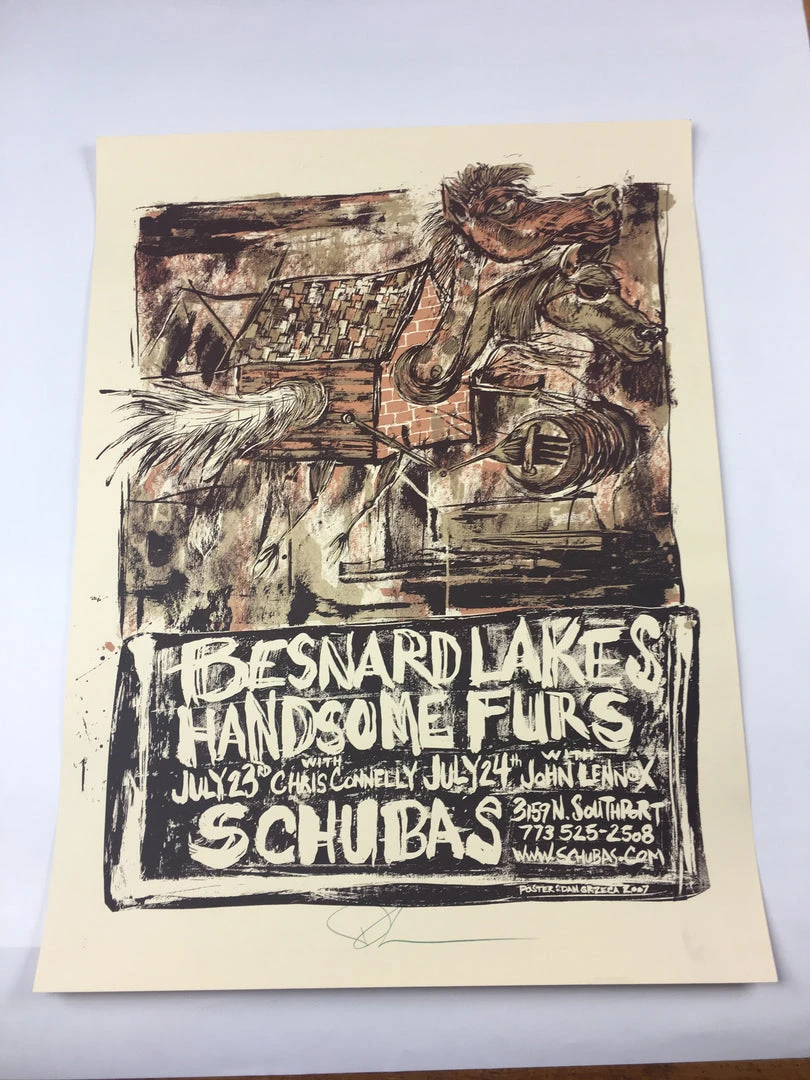 BESNARD LAKES
HANDSOME FURS
WITH WITH
JULY 23RD CHRIS CONNELLY JULY 24th JOHN LENNOX
SCHUBAS
3159 N. SOUTHPORT
773 525-2508
WWW.SCHUBAS.COM
POSTER: DAN GRZECA 2007